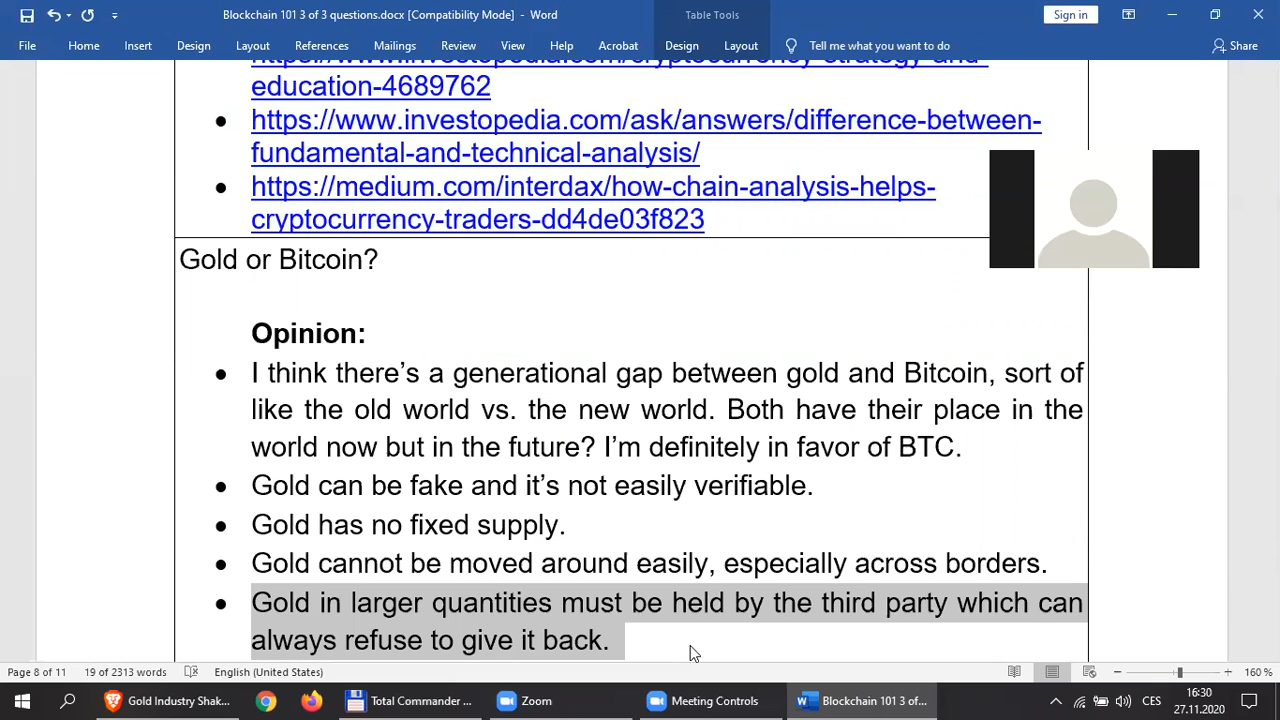 Blockchain 101 3 of 3 questions.docx [Compatibility Mode] - Word
Table Tools
Sign in
File Home Insert Design Layout References Mailings Review View Help Acrobat Design Layout Tell me what you want to do Share
https://www.investopedia.com/cryptocurrency-strategy-and-
education-4689762
• https://www.investopedia.com/ask/answers/difference-between-
fundamental-and-technical-analysis/
• https://medium.com/interdax/how-chain-analysis-helps-
cryptocurrency-traders-dd4de03f823
Gold or Bitcoin?
Opinion:
• I think there’s a generational gap between gold and Bitcoin, sort of
like the old world vs. the new world. Both have their place in the
world now but in the future? I’m definitely in favor of BTC.
• Gold can be fake and it’s not easily verifiable.
• Gold has no fixed supply.
• Gold cannot be moved around easily, especially across borders.
• Gold in larger quantities must be held by the third party which can
always refuse to give it back.
Page 8 of 11 19 of 2313 words English (United States) 160 %
Gold Industry Shak... Total Commander ... Zoom Meeting Controls Blockchain 101 3 of... CES 16:30
27.11.2020